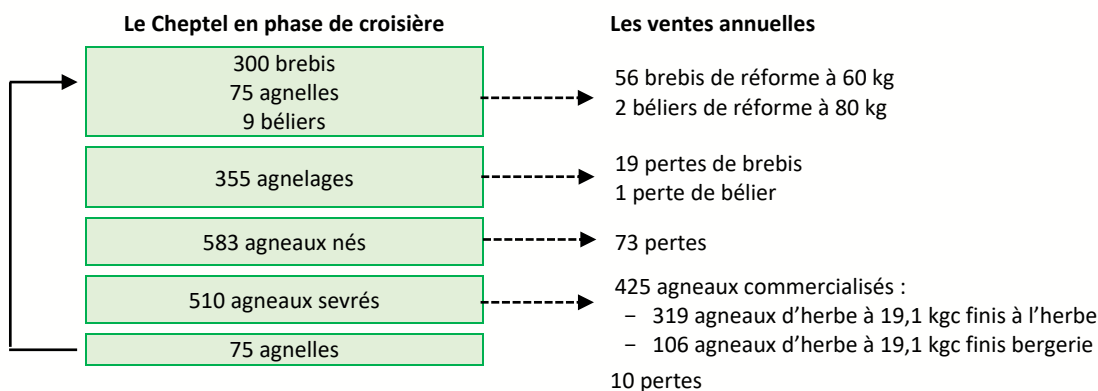 Le Cheptel en phase de croisière
Les ventes annuelles
300 brebis
75 agnelles
9 béliers
56 brebis de réforme à 60 kg
2 béliers de réforme à 80 kg
355 agnelages
19 pertes de brebis
1 perte de bélier
583 agneaux nés
73 pertes
510 agneaux sevrés
425 agneaux commercialisés :
− 319 agneaux d'herbe à 19,1 kgc finis à l'herbe
− 106 agneaux d'herbe à 19,1 kgc finis bergerie
75 agnelles
10 pertes